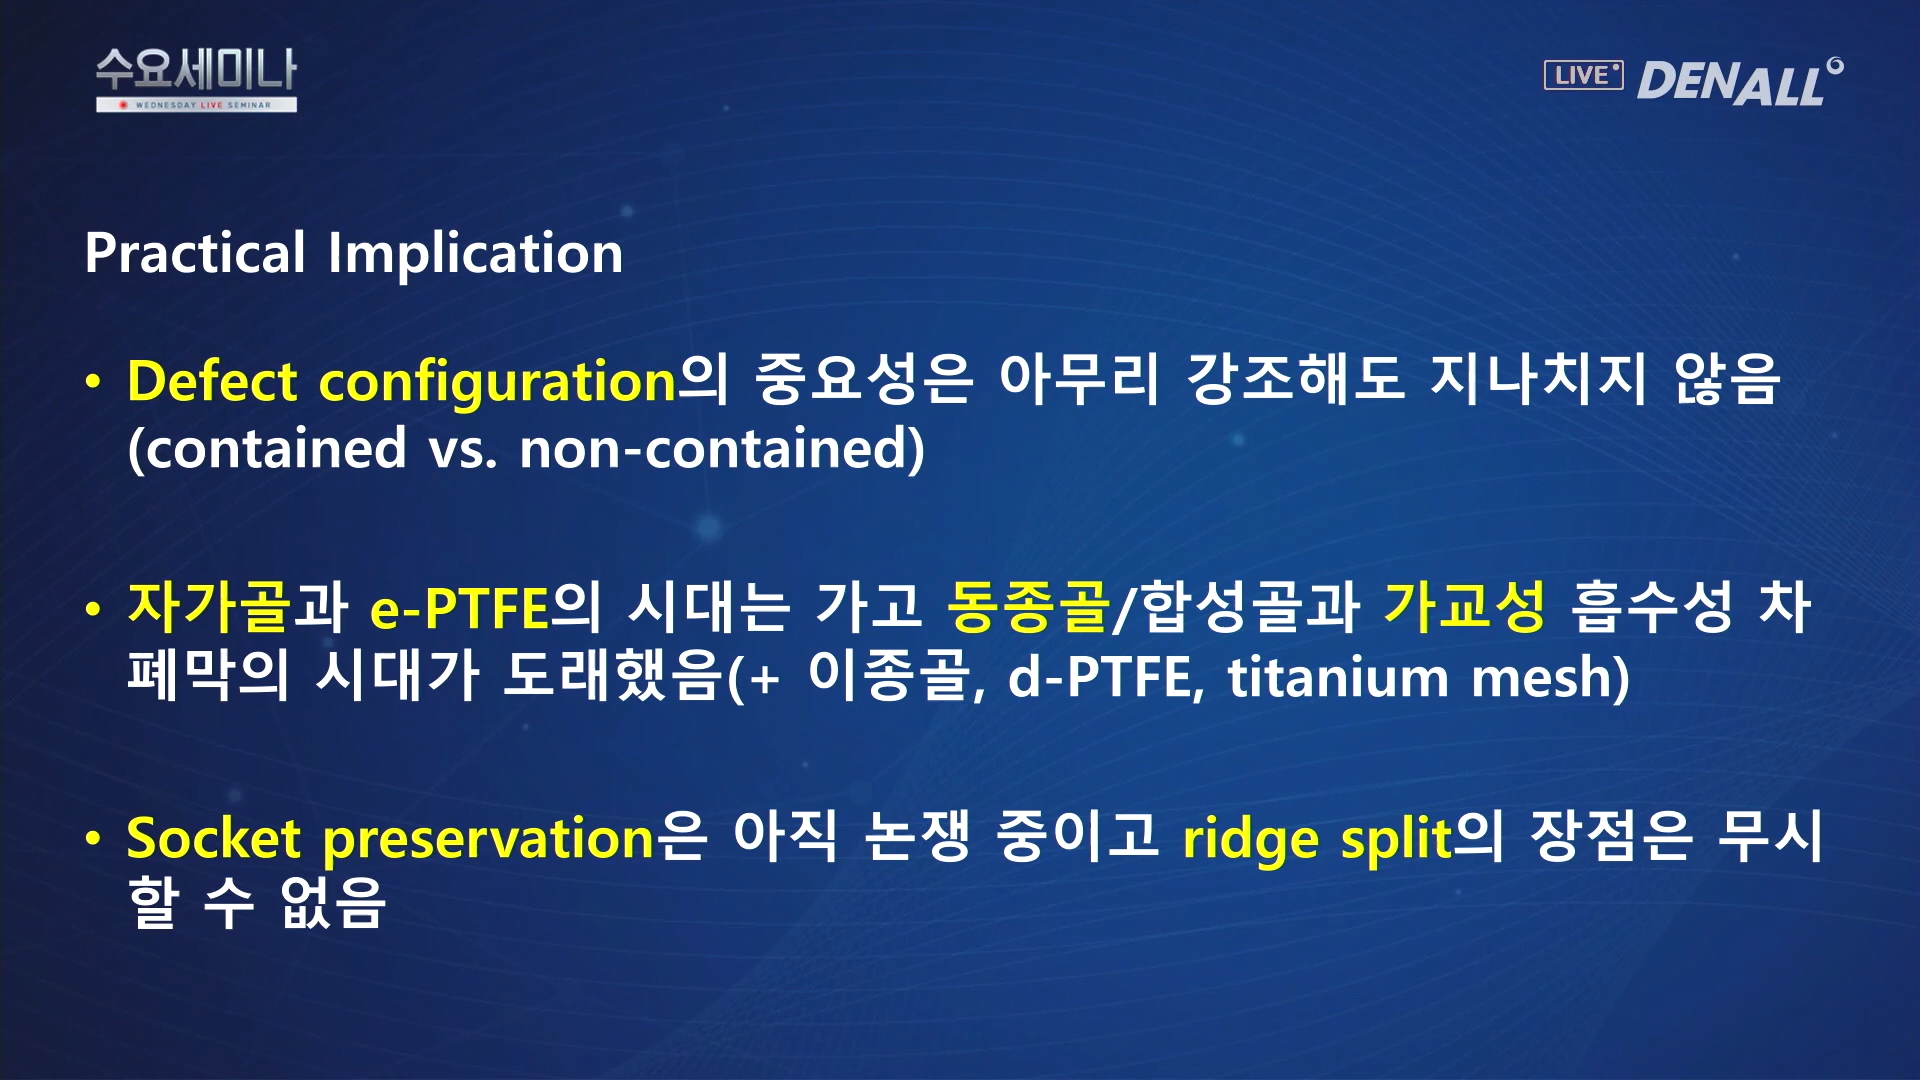 수요세미나
WEDNESDAY LIVE SEMINAR
LIVE DENALL
Practical Implication
• Defect configuration의 중요성은 아무리 강조해도 지나치지 않음
(contained vs. non-contained)
• 자가골과 e-PTFE의 시대는 가고 동종골/합성골과 가교성 흡수성 차
폐막의 시대가 도래했음(+ 이종골, d-PTFE, titanium mesh)
• Socket preservation은 아직 논쟁 중이고 ridge split의 장점은 무시
할 수 없음